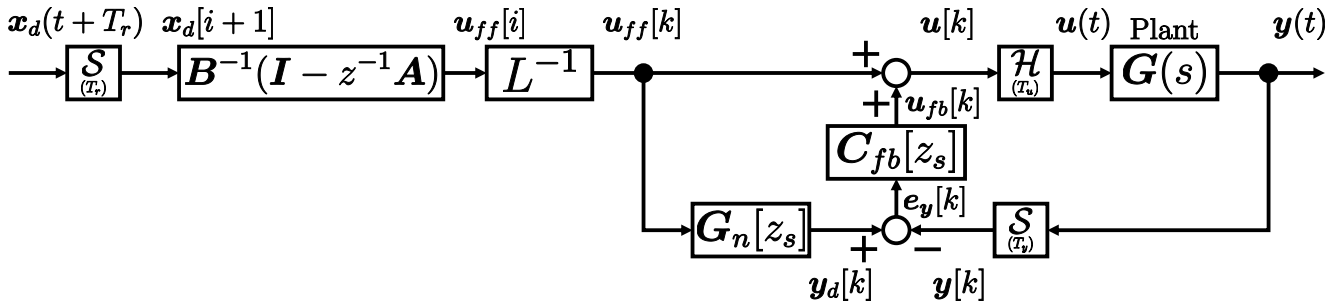 x_d(t + T_r) x_d[i + 1] u_ff[i] u_ff[k] u[k] u(t) Plant y(t)
S (T_r) B^{-1}(I − z^{-1}A) L^{-1} + H (T_u) G(s)
+ u_fb[k]
C_fb[z_s]
e_y[k]
G_n[z_s] S (T_y)
+ −
y_d[k] y[k]